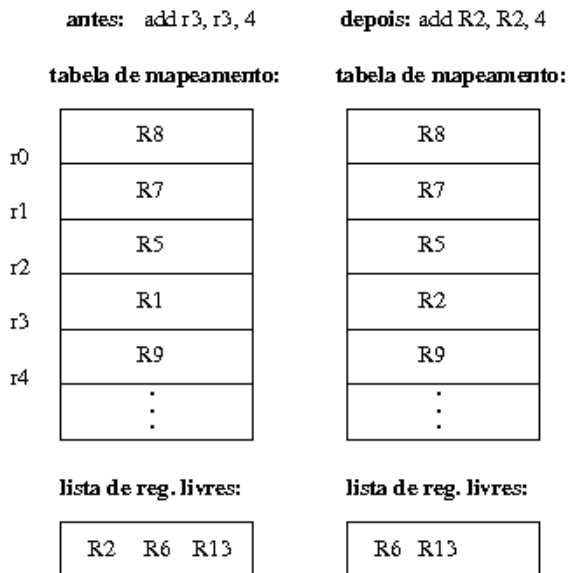 antes: add r3, r3, 4
depois: add R2, R2, 4
tabela de mapeamento:
tabela de mapeamento:
r0
R8
R8
r1
R7
R7
r2
R5
R5
r3
R1
R2
r4
R9
R9
lista de reg. livres:
lista de reg. livres:
R2 R6 R13
R6 R13